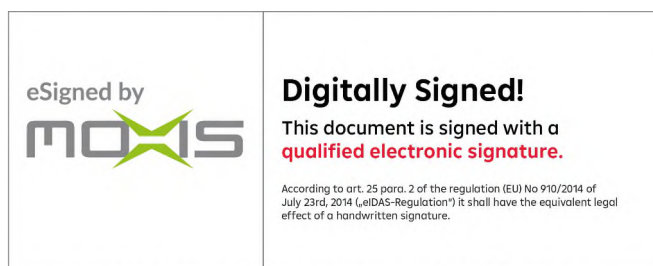 eSigned by
MOXIS
Digitally Signed!
This document is signed with a
qualified electronic signature.
According to art. 25 para. 2 of the regulation (EU) No 910/2014 of
July 23rd, 2014 („eIDAS-Regulation“) it shall have the equivalent legal
effect of a handwritten signature.